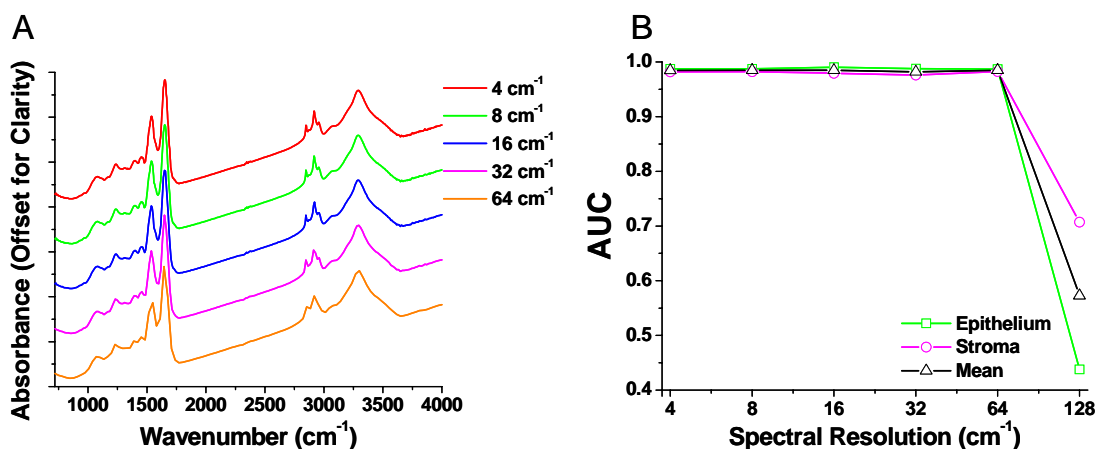 A
Absorbance (Offset for Clarity)
4 cm⁻¹
8 cm⁻¹
16 cm⁻¹
32 cm⁻¹
64 cm⁻¹
1000 1500 2000 2500 3000 3500 4000
Wavenumber (cm⁻¹)
B
AUC
1.0
0.9
0.8
0.7
0.6
0.5
0.4
Epithelium
Stroma
Mean
4 8 16 32 64 128
Spectral Resolution (cm⁻¹)